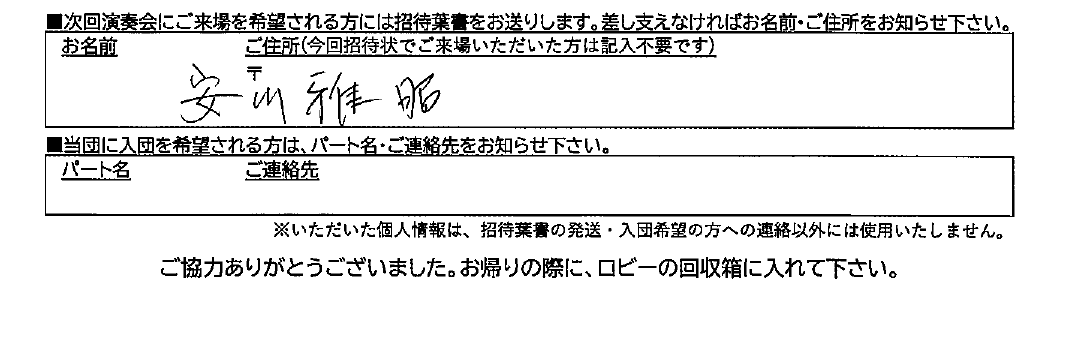 ■次回演奏会にご来場を希望される方には招待葉書をお送りします。差し支えなければお名前・ご住所をお知らせ下さい。
お名前 ご住所(今回招待状でご来場いただいた方は記入不要です)
〒
安川 雅昭
■当団に入団を希望される方は、パート名・ご連絡先をお知らせ下さい。
パート名 ご連絡先
※いただいた個人情報は、招待葉書の発送・入団希望の方への連絡以外には使用いたしません。
ご協力ありがとうございました。お帰りの際に、ロビーの回収箱に入れて下さい。